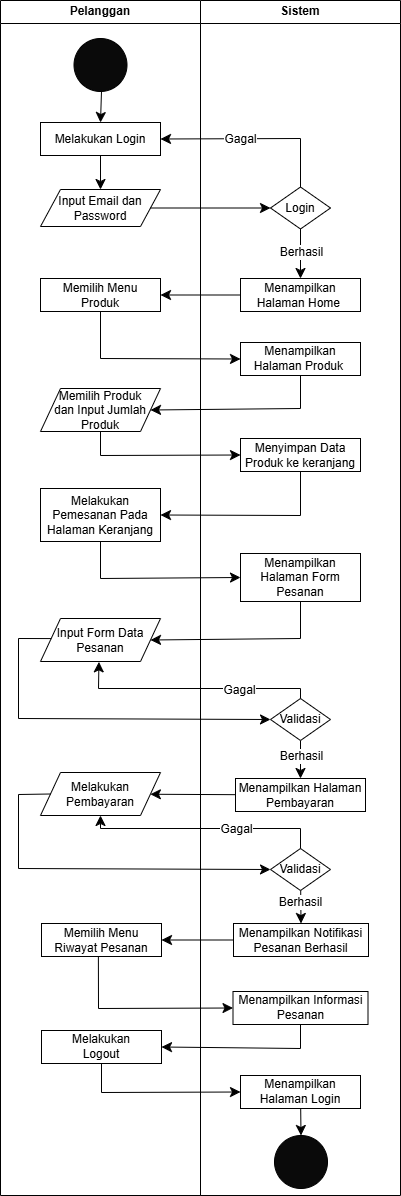 Pelanggan
Sistem
Melakukan Login
Gagal
Input Email dan
Password
Login
Berhasil
Memilih Menu
Produk
Menampilkan
Halaman Home
Menampilkan
Halaman Produk
Memilih Produk
dan Input Jumlah
Produk
Menyimpan Data
Produk ke keranjang
Melakukan
Pemesanan Pada
Halaman Keranjang
Menampilkan
Halaman Form
Pesanan
Input Form Data
Pesanan
Gagal
Validasi
Berhasil
Melakukan
Pembayaran
Menampilkan Halaman
Pembayaran
Gagal
Validasi
Berhasil
Memilih Menu
Riwayat Pesanan
Menampilkan Notifikasi
Pesanan Berhasil
Menampilkan Informasi
Pesanan
Melakukan
Logout
Menampilkan
Halaman Login